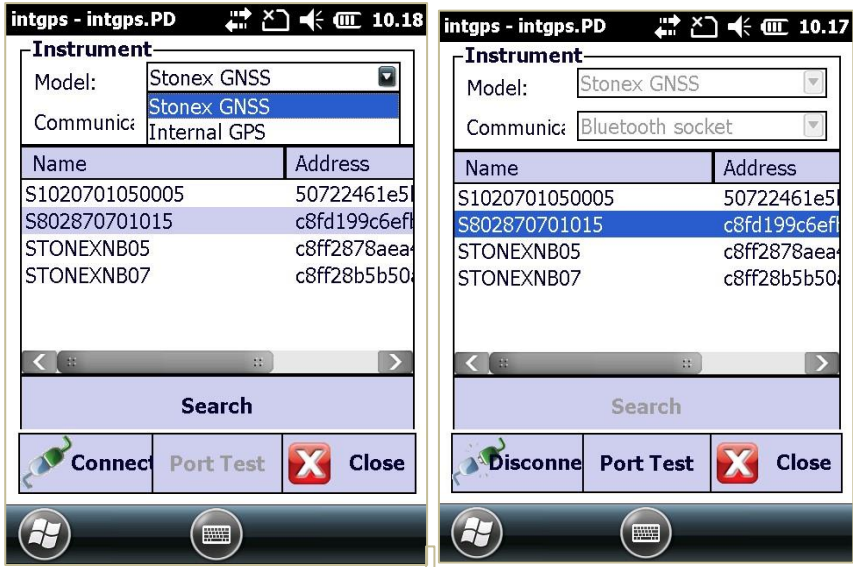 intgps - intgps.PD 10.18
Instrument
Model: Stonex GNSS
Stonex GNSS
Communica Internal GPS
Name Address
S1020701050005 50722461e5
S802870701015 c8fd199c6ef
STONEXNB05 c8ff2878aea
STONEXNB07 c8ff28b5b50
Search
Connect Port Test Close
intgps - intgps.PD 10.17
Instrument
Model: Stonex GNSS
Communica Bluetooth socket
Name Address
S1020701050005 50722461e5
S802870701015 c8fd199c6ef
STONEXNB05 c8ff2878aea
STONEXNB07 c8ff28b5b50
Search
Disconne Port Test Close